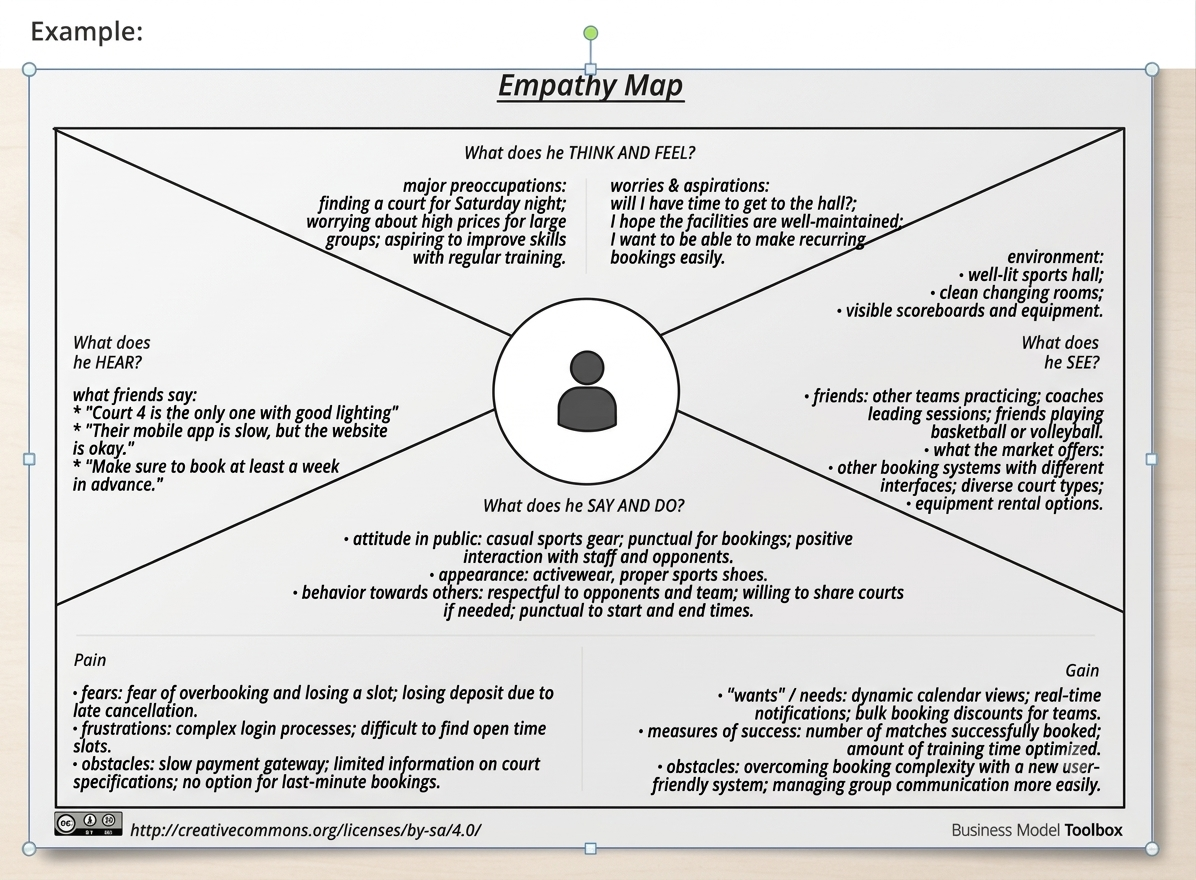 Example:
Empathy Map
What does he THINK AND FEEL?
major preoccupations:
finding a court for Saturday night;
worrying about high prices for large
groups; aspiring to improve skills
with regular training.
worries & aspirations:
will I have time to get to the hall?;
I hope the facilities are well-maintained;
I want to be able to make recurring
bookings easily.
What does
he HEAR?
what friends say:
* "Court 4 is the only one with good lighting"
* "Their mobile app is slow, but the website
is okay."
* "Make sure to book at least a week
in advance."
environment:
• well-lit sports hall;
• clean changing rooms;
• visible scoreboards and equipment.
What does
he SEE?
• friends: other teams practicing; coaches
leading sessions; friends playing
basketball or volleyball.
• what the market offers:
• other booking systems with different
interfaces; diverse court types;
• equipment rental options.
What does he SAY AND DO?
• attitude in public: casual sports gear; punctual for bookings; positive
interaction with staff and opponents.
• appearance: activewear, proper sports shoes.
• behavior towards others: respectful to opponents and team; willing to share courts
if needed; punctual to start and end times.
Pain
• fears: fear of overbooking and losing a slot; losing deposit due to
late cancellation.
• frustrations: complex login processes; difficult to find open time
slots.
• obstacles: slow payment gateway; limited information on court
specifications; no option for last-minute bookings.
Gain
• "wants" / needs: dynamic calendar views; real-time
notifications; bulk booking discounts for teams.
• measures of success: number of matches successfully booked;
amount of training time optimized.
• obstacles: overcoming booking complexity with a new user-
friendly system; managing group communication more easily.
http://creativecommons.org/licenses/by-sa/4.0/
Business Model Toolbox